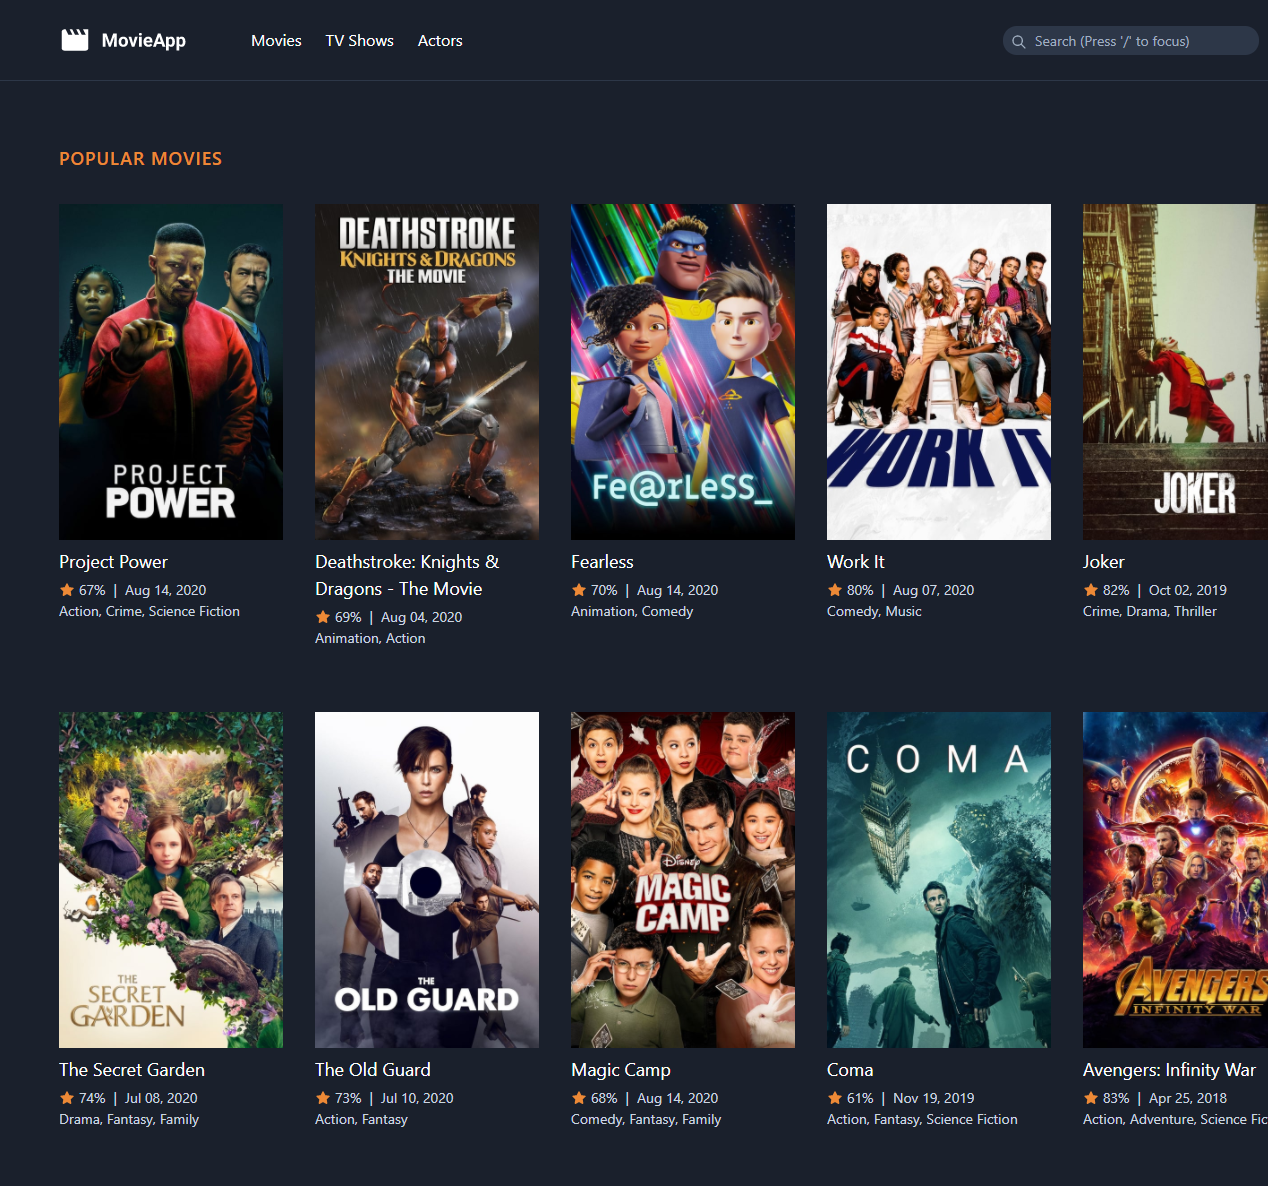 MovieApp
Movies
TV Shows
Actors
Search (Press '/' to focus)
POPULAR MOVIES
PROJECT
POWER
DEATHSTROKE
KNIGHTS & DRAGONS
THE MOVIE
Fe@rLeSS_
WORK IT
JOKER
Project Power
67% | Aug 14, 2020
Action, Crime, Science Fiction
Deathstroke: Knights &
Dragons - The Movie
69% | Aug 04, 2020
Animation, Action
Fearless
70% | Aug 14, 2020
Animation, Comedy
Work It
80% | Aug 07, 2020
Comedy, Music
Joker
82% | Oct 02, 2019
Crime, Drama, Thriller
THE
SECRET
GARDEN
THE
OLD GUARD
DISNEY
MAGIC
CAMP
COMA
AVENGERS
INFINITY WAR
The Secret Garden
74% | Jul 08, 2020
Drama, Fantasy, Family
The Old Guard
73% | Jul 10, 2020
Action, Fantasy
Magic Camp
68% | Aug 14, 2020
Comedy, Fantasy, Family
Coma
61% | Nov 19, 2019
Action, Fantasy, Science Fiction
Avengers: Infinity War
83% | Apr 25, 2018
Action, Adventure, Science Fic